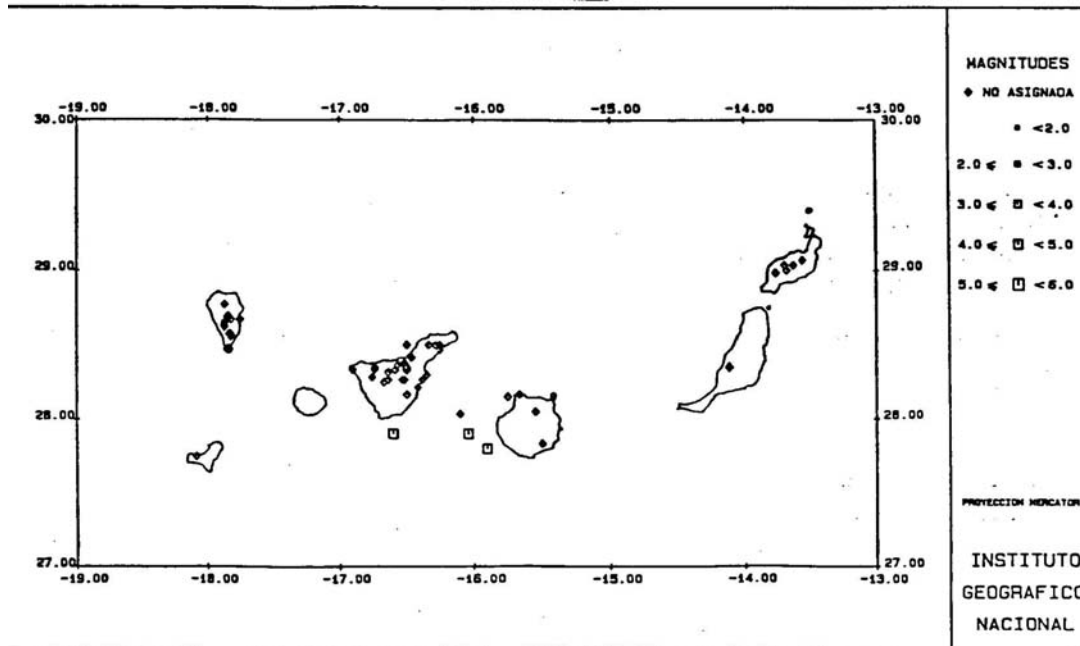 -19.00 -18.00 -17.00 -16.00 -15.00 -14.00 -13.00
30.00 30.00
29.00 29.00
28.00 28.00
27.00 27.00
-19.00 -18.00 -17.00 -16.00 -15.00 -14.00 -13.00
MAGNITUDES
NO ASIGNADA
<2.0
2.0 ⩽ <3.0
3.0 ⩽ <4.0
4.0 ⩽ <5.0
5.0 ⩽ <6.0
PROYECCION MERCATOR
INSTITUTO
GEOGRAFICO
NACIONAL